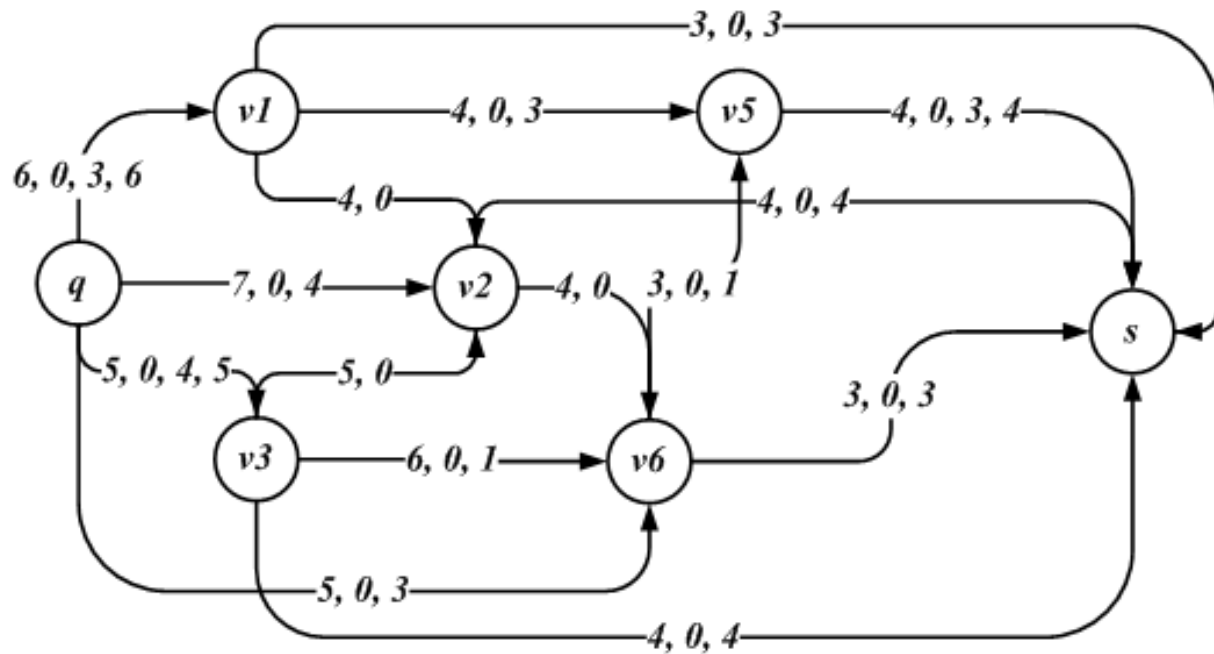 3, 0, 3
v1
4, 0, 3
v5
4, 0, 3, 4
6, 0, 3, 6
4, 0
4, 0, 4
q
7, 0, 4
v2
4, 0
3, 0, 1
s
5, 0, 4, 5
5, 0
3, 0, 3
v3
6, 0, 1
v6
5, 0, 3
4, 0, 4